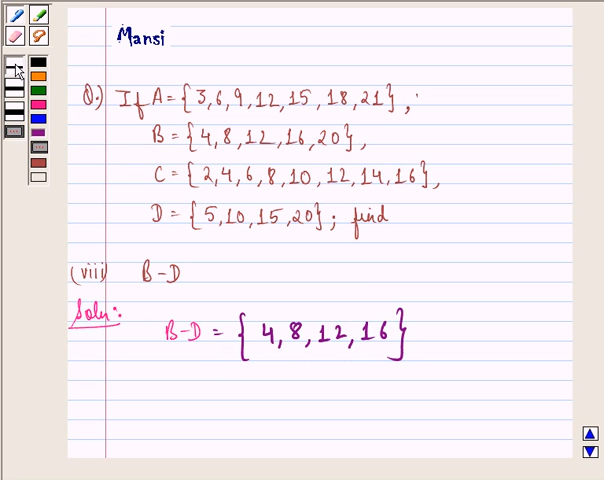 Mansi
Q.) If A = { 3, 6, 9, 12, 15, 18, 21 } ;
B = { 4, 8, 12, 16, 20 } ,
C = { 2, 4, 6, 8, 10, 12, 14, 16 } ,
D = { 5, 10, 15, 20 } ; find
(viii) B - D
Soln :
B - D = { 4, 8, 12, 16 }